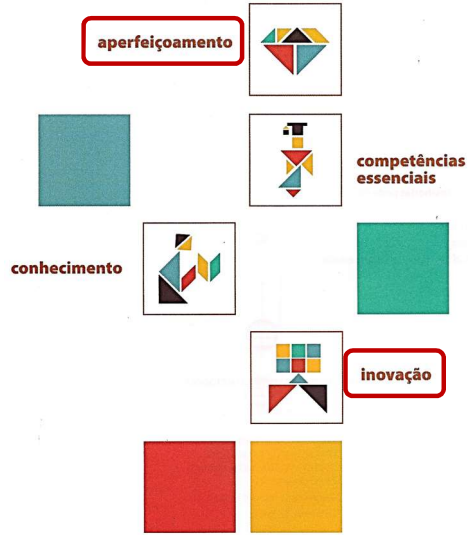 aperfeiçoamento
competências
essenciais
conhecimento
inovação